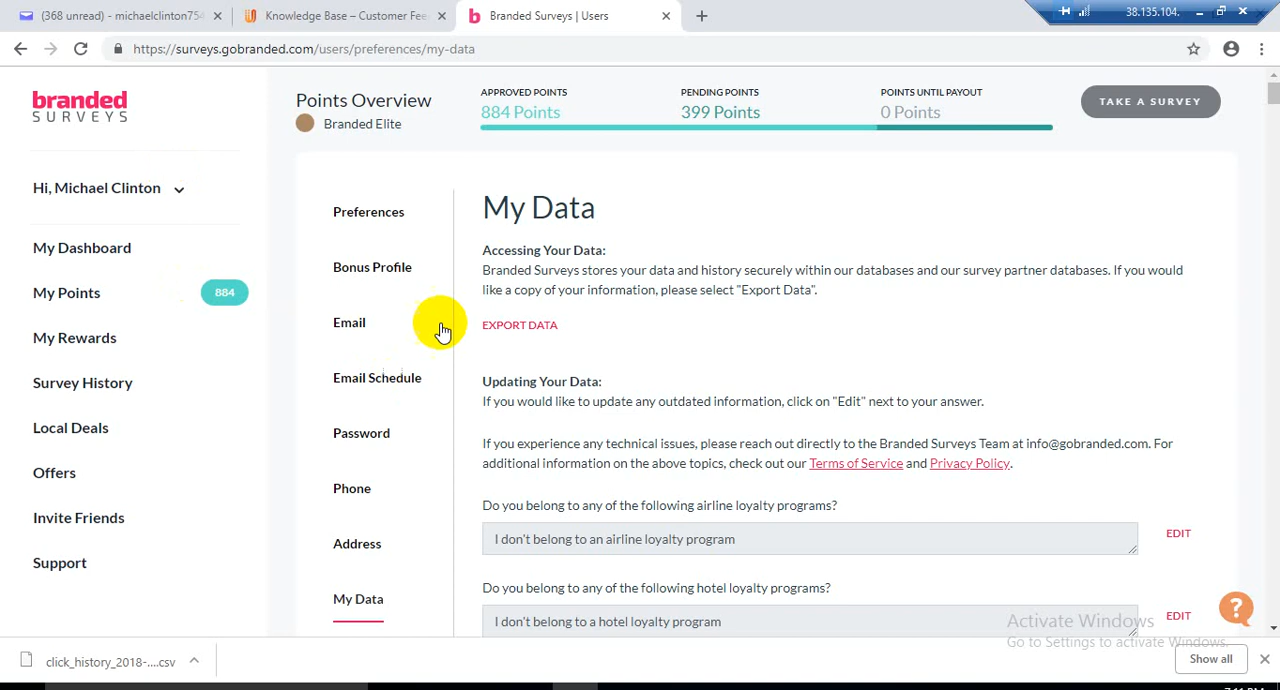 (368 unread) - michaelclinton754
Knowledge Base – Customer Fee
Branded Surveys | Users
38.135.104.
https://surveys.gobranded.com/users/preferences/my-data
branded
SURVEYS
Points Overview
Branded Elite
APPROVED POINTS
884 Points
PENDING POINTS
399 Points
POINTS UNTIL PAYOUT
0 Points
TAKE A SURVEY
Hi, Michael Clinton
My Dashboard
My Points
884
My Rewards
Survey History
Local Deals
Offers
Invite Friends
Support
Preferences
Bonus Profile
Email
Email Schedule
Password
Phone
Address
My Data
My Data
Accessing Your Data:
Branded Surveys stores your data and history securely within our databases and our survey partner databases. If you would
like a copy of your information, please select "Export Data".
EXPORT DATA
Updating Your Data:
If you would like to update any outdated information, click on "Edit" next to your answer.
If you experience any technical issues, please reach out directly to the Branded Surveys Team at info@gobranded.com. For
additional information on the above topics, check out our Terms of Service and Privacy Policy.
Do you belong to any of the following airline loyalty programs?
I don't belong to an airline loyalty program
EDIT
Do you belong to any of the following hotel loyalty programs?
I don't belong to a hotel loyalty program
EDIT
?
Activate Windows
Go to Settings to activate Windows.
click_history_2018-....csv
Show all